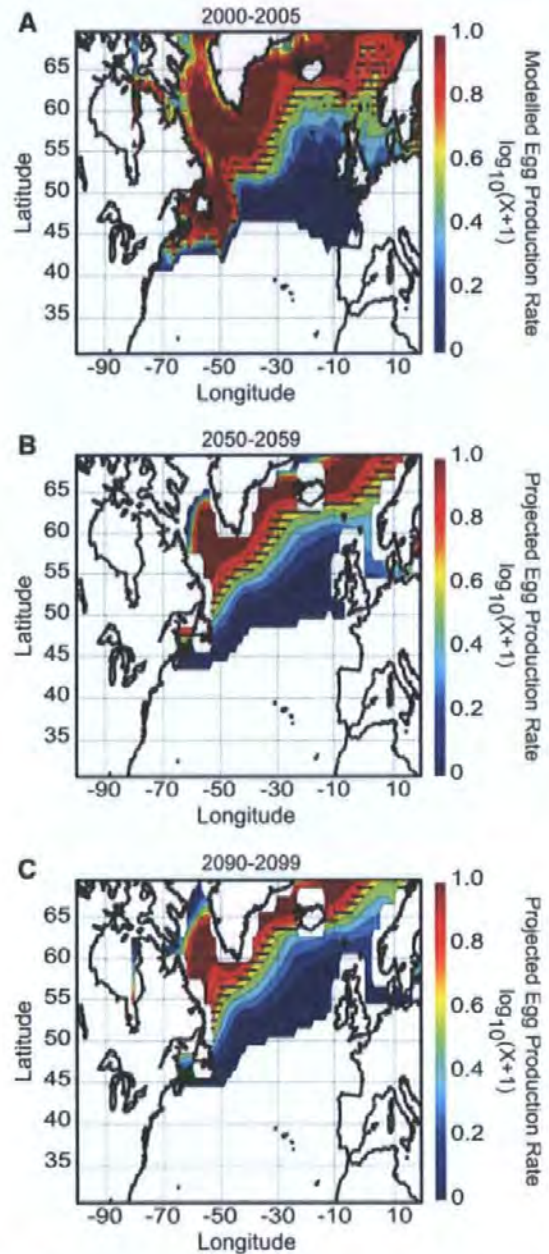 A
2000-2005
65
60
55
50
45
40
35
Latitude
-90 -70 -50 -30 -10 10
Longitude
1.0
0.8
0.6
0.4
0.2
0
Modelled Egg Production Rate
log10(X+1)
B
2050-2059
65
60
55
50
45
40
35
Latitude
-90 -70 -50 -30 -10 10
Longitude
1.0
0.8
0.6
0.4
0.2
0
Projected Egg Production Rate
log10(X+1)
C
2090-2099
65
60
55
50
45
40
35
Latitude
-90 -70 -50 -30 -10 10
Longitude
1.0
0.8
0.6
0.4
0.2
0
Projected Egg Production Rate
log10(X+1)